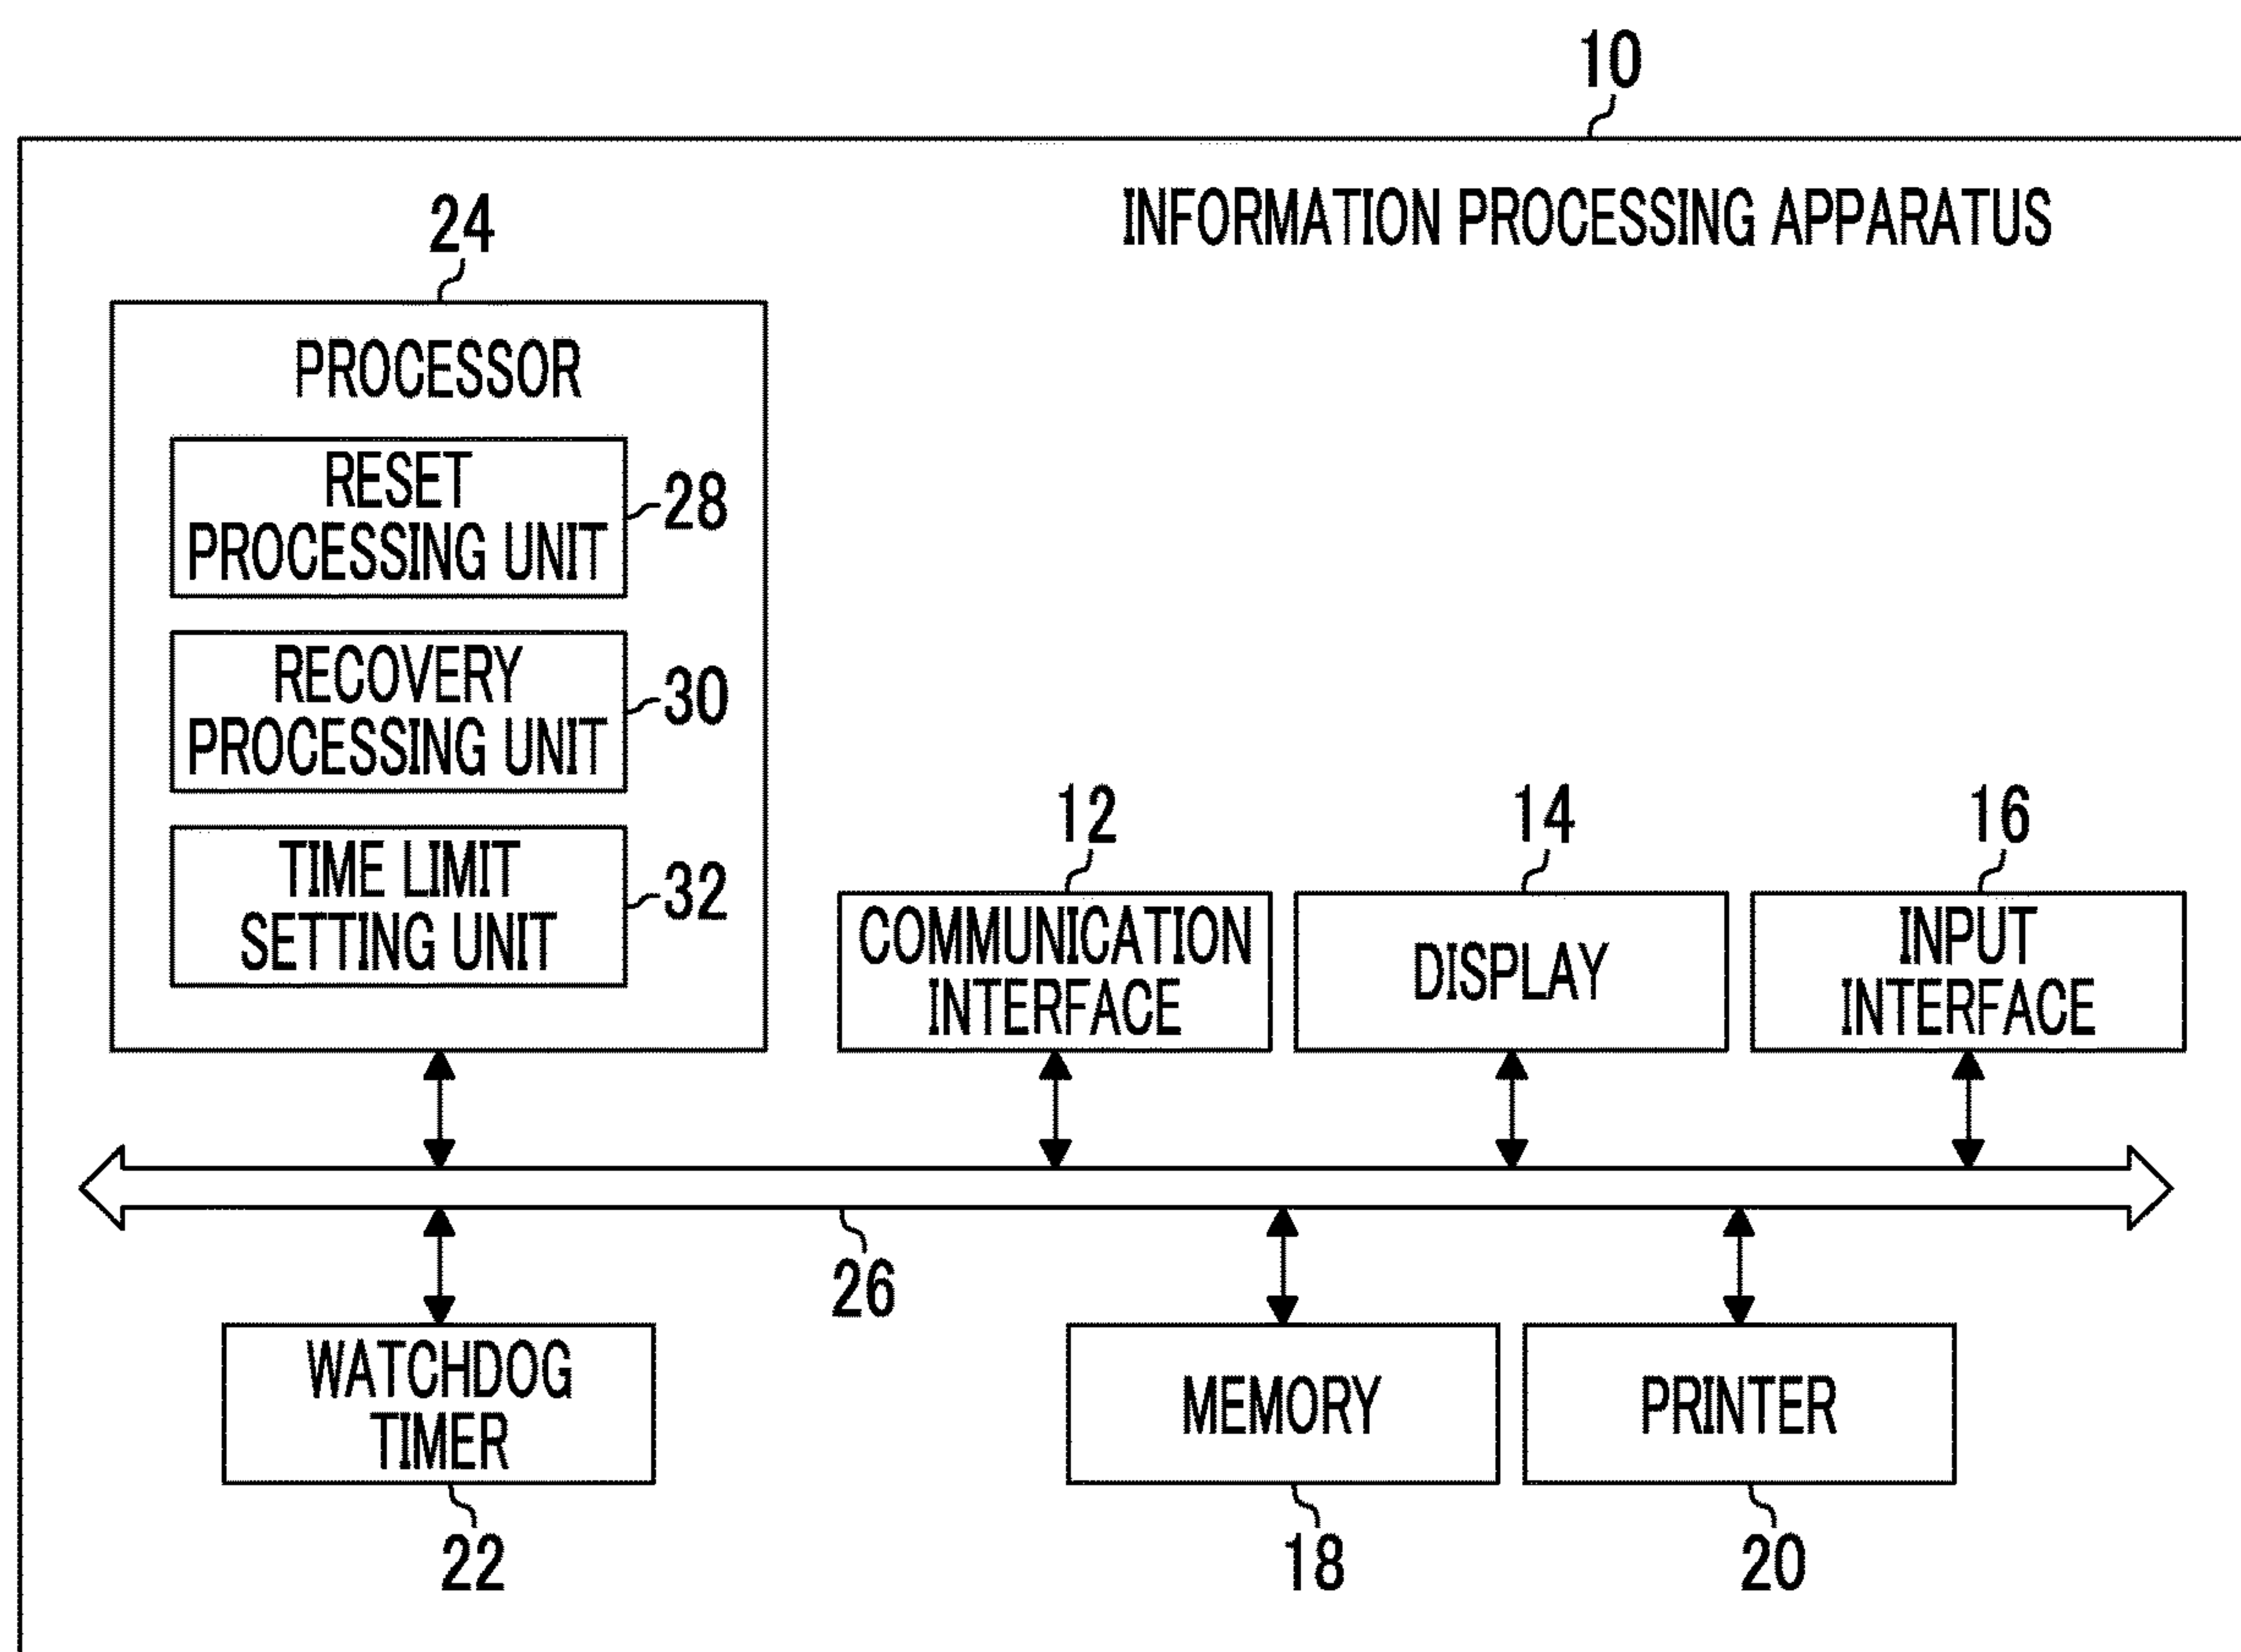 10
INFORMATION PROCESSING APPARATUS
24
PROCESSOR
RESET
PROCESSING UNIT
28
RECOVERY
PROCESSING UNIT
30
TIME LIMIT
SETTING UNIT
32
12
COMMUNICATION
INTERFACE
14
DISPLAY
16
INPUT
INTERFACE
26
WATCHDOG
TIMER
22
MEMORY
18
PRINTER
20